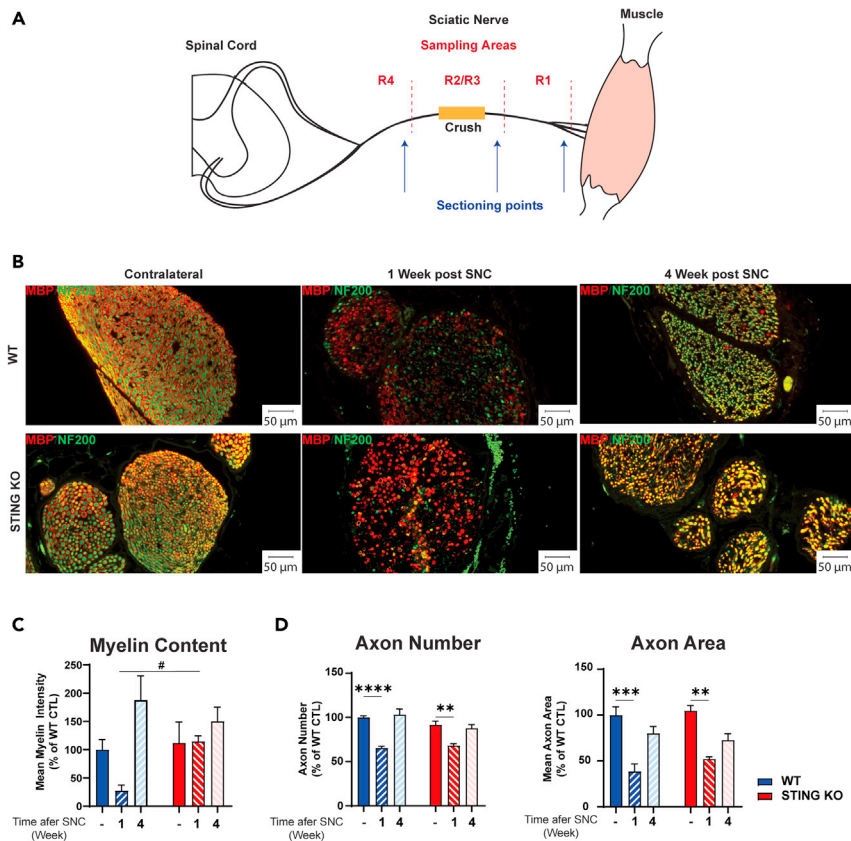 A
Sciatic Nerve
Muscle
Spinal Cord
Sampling Areas
R4
R2/R3
R1
Crush
Sectioning points
B
Contralateral
1 Week post SNC
4 Week post SNC
WT
MBP/NF200
50 µm
MBP/NF200
50 µm
MBP/NF200
50 µm
STING KO
MBP/NF200
50 µm
MBP/NF200
50 µm
MBP/NF200
50 µm
C
Myelin Content
Mean Myelin Intensity
(% of WT CTL)
250
200
150
100
50
0
#
- 1 4 - 1 4
Time afer SNC
(Week)
D
Axon Number
Axon Number
(% of WT CTL)
150
100
50
0
****
**
- 1 4 - 1 4
Time afer SNC
(Week)
Axon Area
Mean Axon Area
(% of WT CTL)
150
100
50
0
***
**
- 1 4 - 1 4
WT
STING KO